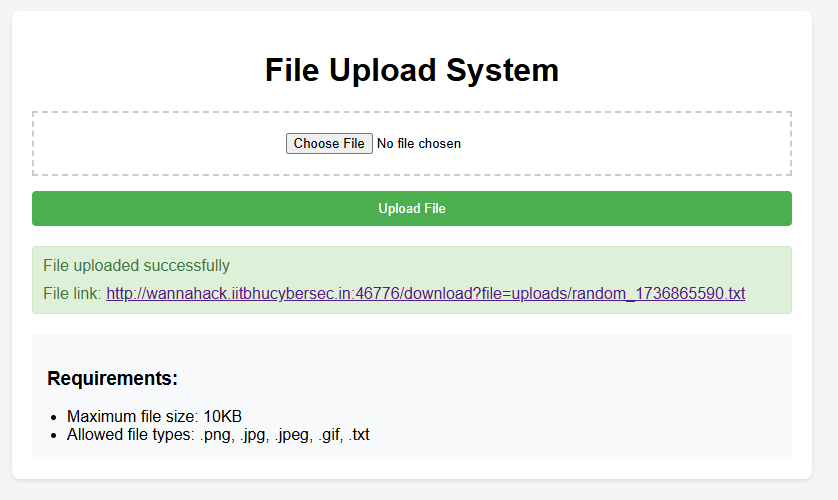 File Upload System
Choose File No file chosen
Upload File
File uploaded successfully
File link: http://wannahack.iitbhucybersec.in:46776/download?file=uploads/random_1736865590.txt
Requirements:
• Maximum file size: 10KB
• Allowed file types: .png, .jpg, .jpeg, .gif, .txt